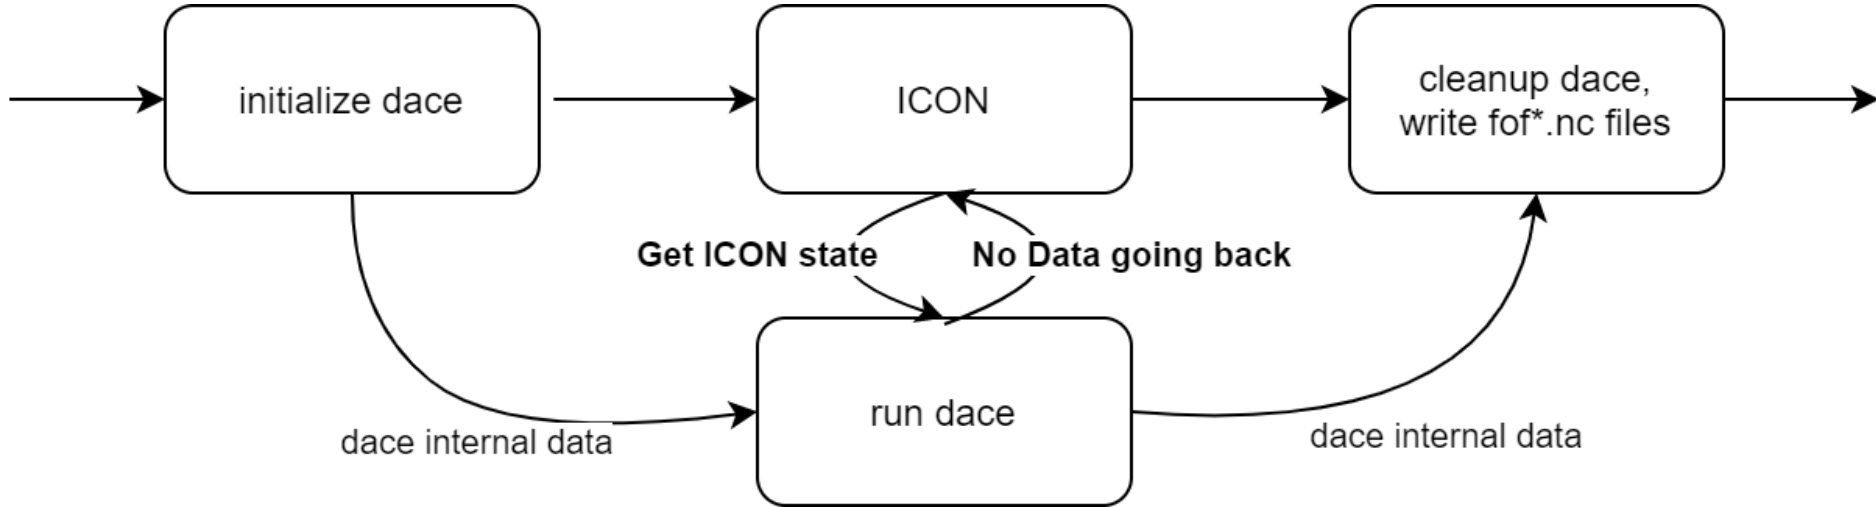 initialize dace
ICON
cleanup dace,
write fof*.nc files
Get ICON state
No Data going back
run dace
dace internal data
dace internal data